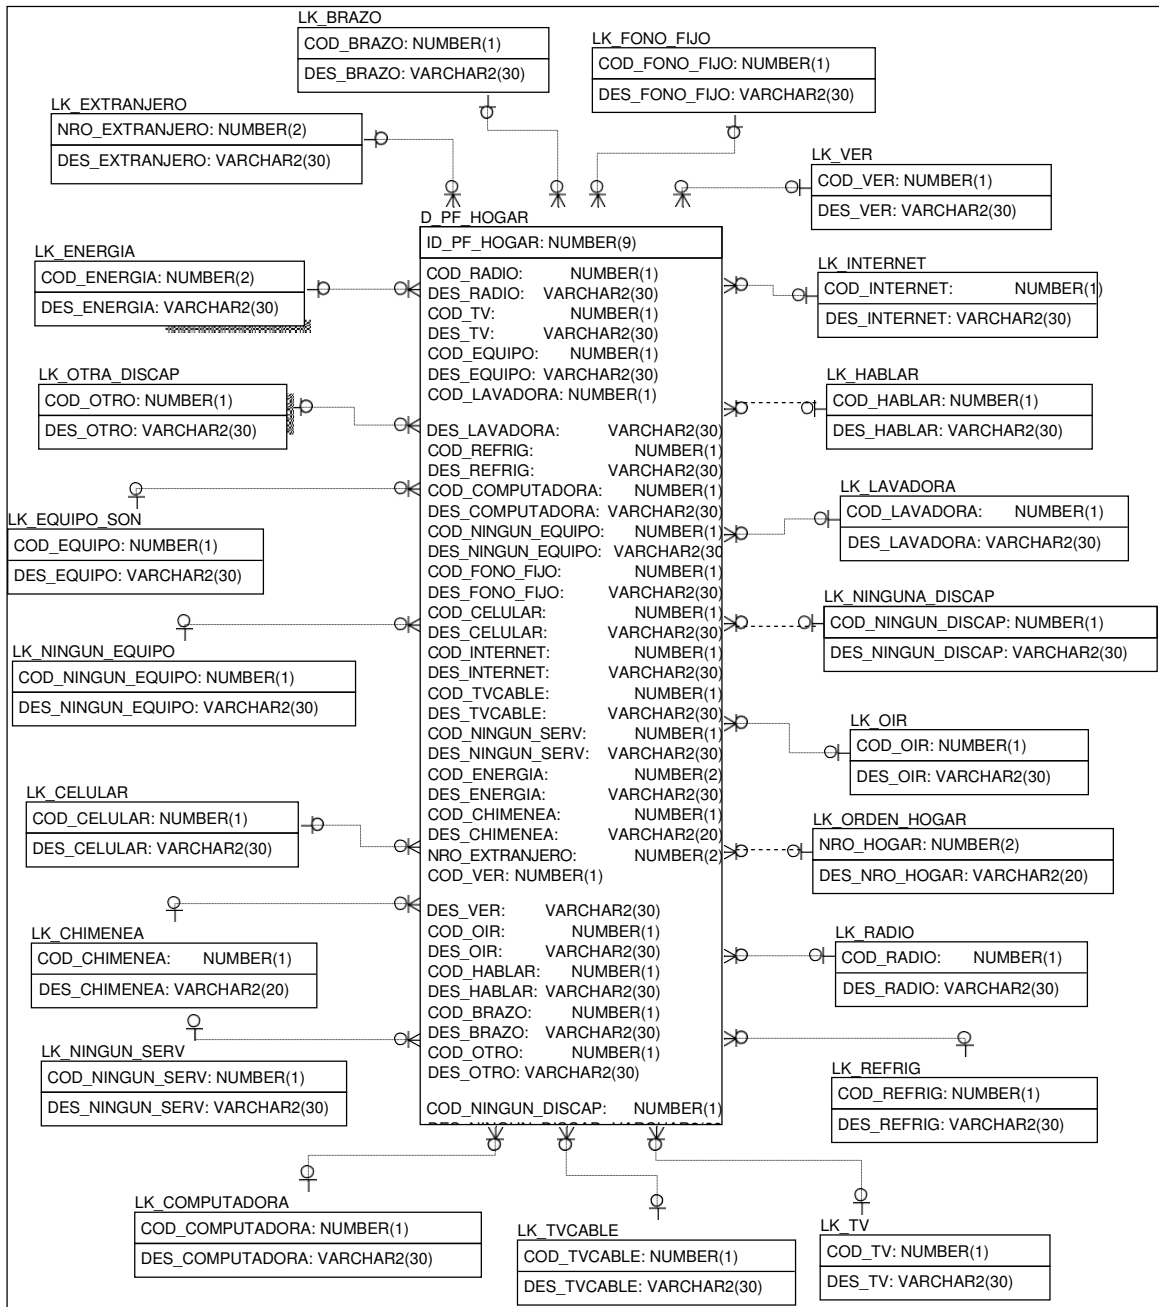 LK_BRAZO
COD_BRAZO: NUMBER(1)
DES_BRAZO: VARCHAR2(30)
LK_FONO_FIJO
COD_FONO_FIJO: NUMBER(1)
DES_FONO_FIJO: VARCHAR2(30)
LK_EXTRANJERO
NRO_EXTRANJERO: NUMBER(2)
DES_EXTRANJERO: VARCHAR2(30)
LK_VER
COD_VER: NUMBER(1)
DES_VER: VARCHAR2(30)
LK_ENERGIA
COD_ENERGIA: NUMBER(2)
DES_ENERGIA: VARCHAR2(30)
LK_OTRA_DISCAP
COD_OTRO: NUMBER(1)
DES_OTRO: VARCHAR2(30)
LK_EQUIPO_SON
COD_EQUIPO: NUMBER(1)
DES_EQUIPO: VARCHAR2(30)
LK_NINGUN_EQUIPO
COD_NINGUN_EQUIPO: NUMBER(1)
DES_NINGUN_EQUIPO: VARCHAR2(30)
LK_CELULAR
COD_CELULAR: NUMBER(1)
DES_CELULAR: VARCHAR2(30)
LK_CHIMENEA
COD_CHIMENEA: NUMBER(1)
DES_CHIMENEA: VARCHAR2(20)
LK_NINGUN_SERV
COD_NINGUN_SERV: NUMBER(1)
DES_NINGUN_SERV: VARCHAR2(30)
D_PF_HOGAR
ID_PF_HOGAR: NUMBER(9)
COD_RADIO: NUMBER(1)
DES_RADIO: VARCHAR2(30)
COD_TV: NUMBER(1)
DES_TV: VARCHAR2(30)
COD_EQUIPO: NUMBER(1)
DES_EQUIPO: VARCHAR2(30)
COD_LAVADORA: NUMBER(1)
DES_LAVADORA: VARCHAR2(30)
COD_REFRIG: NUMBER(1)
DES_REFRIG: VARCHAR2(30)
COD_COMPUTADORA: NUMBER(1)
DES_COMPUTADORA: VARCHAR2(30)
COD_NINGUN_EQUIPO: NUMBER(1)
DES_NINGUN_EQUIPO: VARCHAR2(30
COD_FONO_FIJO: NUMBER(1)
DES_FONO_FIJO: VARCHAR2(30)
COD_CELULAR: NUMBER(1)
DES_CELULAR: VARCHAR2(30)
COD_INTERNET: NUMBER(1)
DES_INTERNET: VARCHAR2(30)
COD_TVCABLE: NUMBER(1)
DES_TVCABLE: VARCHAR2(30)
COD_NINGUN_SERV: NUMBER(1)
DES_NINGUN_SERV: VARCHAR2(30)
COD_ENERGIA: NUMBER(2)
DES_ENERGIA: VARCHAR2(30)
COD_CHIMENEA: NUMBER(1)
DES_CHIMENEA: VARCHAR2(20)
NRO_EXTRANJERO: NUMBER(2)
COD_VER: NUMBER(1)
DES_VER: VARCHAR2(30)
COD_OIR: NUMBER(1)
DES_OIR: VARCHAR2(30)
COD_HABLAR: NUMBER(1)
DES_HABLAR: VARCHAR2(30)
COD_BRAZO: NUMBER(1)
DES_BRAZO: VARCHAR2(30)
COD_OTRO: NUMBER(1)
DES_OTRO: VARCHAR2(30)
COD_NINGUN_DISCAP: NUMBER(1)
LK_INTERNET
COD_INTERNET: NUMBER(1)
DES_INTERNET: VARCHAR2(30)
LK_HABLAR
COD_HABLAR: NUMBER(1)
DES_HABLAR: VARCHAR2(30)
LK_LAVADORA
COD_LAVADORA: NUMBER(1)
DES_LAVADORA: VARCHAR2(30)
LK_NINGUNA_DISCAP
COD_NINGUN_DISCAP: NUMBER(1)
DES_NINGUN_DISCAP: VARCHAR2(30)
LK_OIR
COD_OIR: NUMBER(1)
DES_OIR: VARCHAR2(30)
LK_ORDEN_HOGAR
NRO_HOGAR: NUMBER(2)
DES_NRO_HOGAR: VARCHAR2(20)
LK_RADIO
COD_RADIO: NUMBER(1)
DES_RADIO: VARCHAR2(30)
LK_REFRIG
COD_REFRIG: NUMBER(1)
DES_REFRIG: VARCHAR2(30)
LK_COMPUTADORA
COD_COMPUTADORA: NUMBER(1)
DES_COMPUTADORA: VARCHAR2(30)
LK_TVCABLE
COD_TVCABLE: NUMBER(1)
DES_TVCABLE: VARCHAR2(30)
LK_TV
COD_TV: NUMBER(1)
DES_TV: VARCHAR2(30)